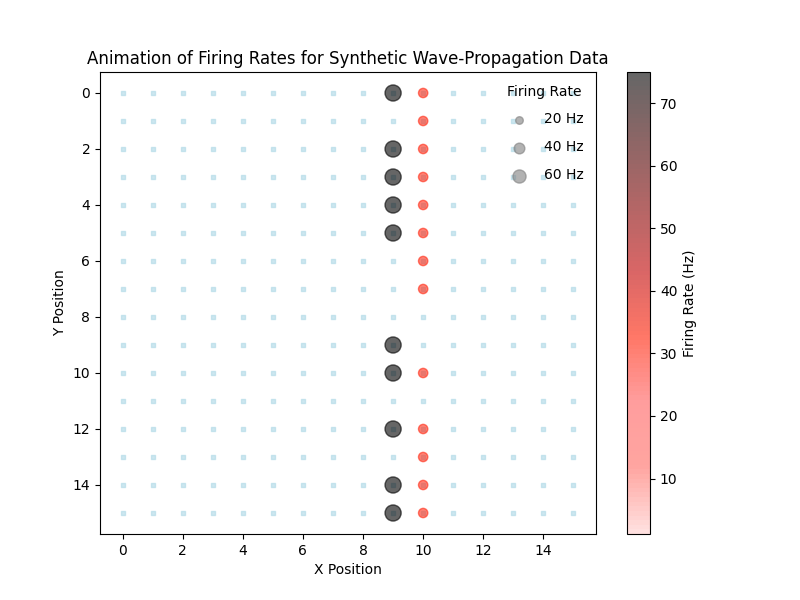 Animation of Firing Rates for Synthetic Wave-Propagation Data
Firing Rate
20 Hz
40 Hz
60 Hz
0
2
4
6
8
10
12
14
Y Position
0 2 4 6 8 10 12 14
X Position
70
60
50
40
30
20
10
Firing Rate (Hz)